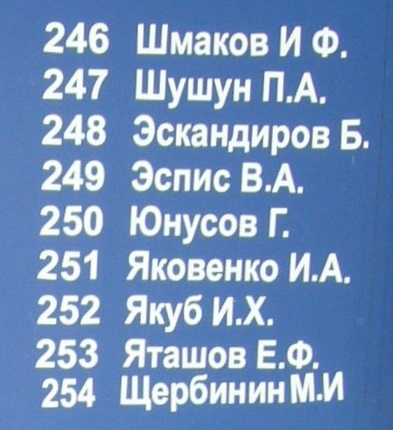 246 Шмаков И Ф.
247 Шушун П.А.
248 Эскандиров Б.
249 Эспис В.А.
250 Юнусов Г.
251 Яковенко И.А.
252 Якуб И.Х.
253 Яташов Е.Ф.
254 Щербинин М.И